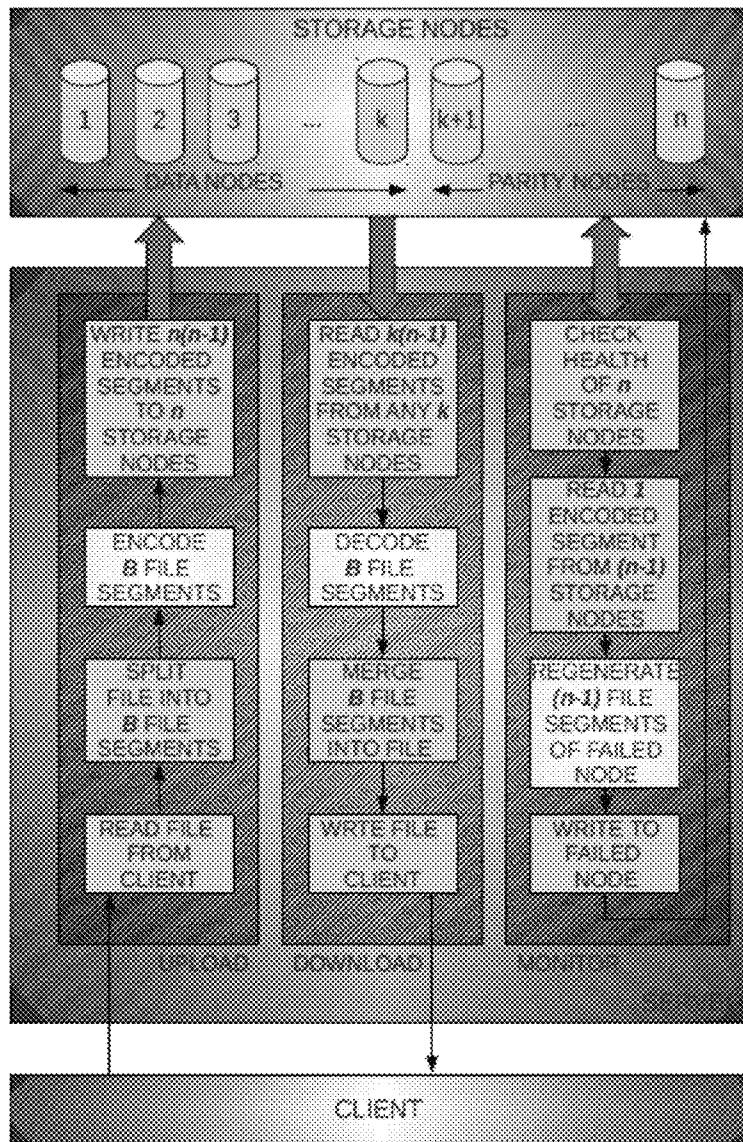 STORAGE NODES
1 2 3 ... k k+1 ... n
DATA NODES PARITY NODES
WRITE n(n-1)
ENCODED
SEGMENTS
TO n
STORAGE
NODES
ENCODE
B FILE
SEGMENTS
SPLIT
FILE INTO
B FILE
SEGMENTS
READ FILE
FROM
CLIENT
UPLOAD
READ k(n-1)
ENCODED
SEGMENTS
FROM ANY k
STORAGE
NODES
DECODE
B FILE
SEGMENTS
MERGE
B FILE
SEGMENTS
INTO FILE
WRTE FILE
TO
CLIENT
DOWNLOAD
CHECK
HEALTH
OF n
STORAGE
NODES
READ 1
ENCODED
SEGMENT
FROM (n-1)
STORAGE
NODES
REGENERATE
(n-1) FILE
SEGMENTS
OF FAILED
NODE
WRITE TO
FAILED
NODE
MONITOR
CLIENT